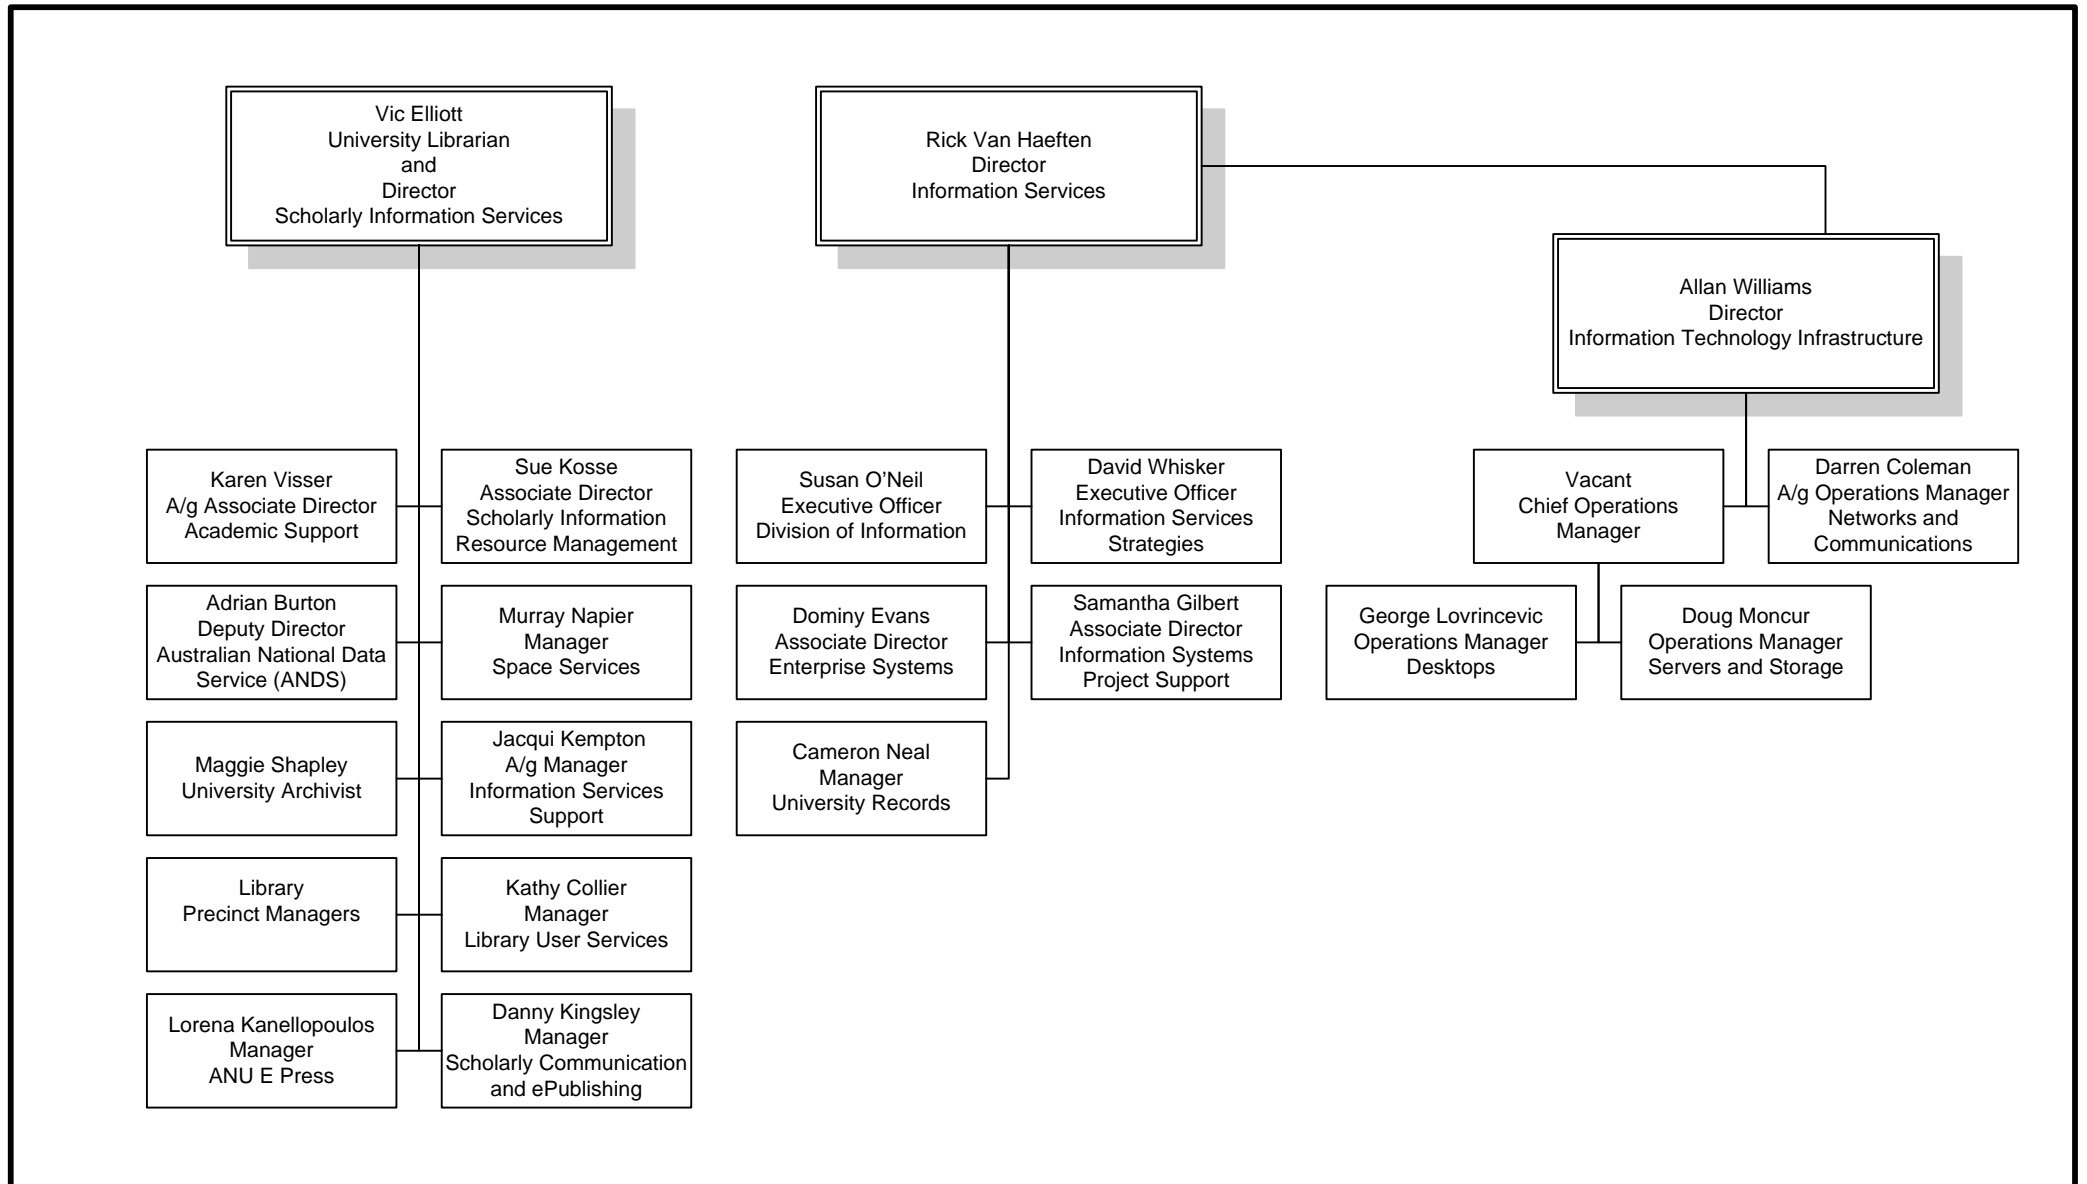 Vic Elliott
University Librarian
and
Director
Scholarly Information Services
Rick Van Haeften
Director
Information Services
Allan Williams
Director
Information Technology Infrastructure
Karen Visser
A/g Associate Director
Academic Support
Sue Kosse
Associate Director
Scholarly Information
Resource Management
Susan O’Neil
Executive Officer
Division of Information
David Whisker
Executive Officer
Information Services
Strategies
Vacant
Chief Operations
Manager
Darren Coleman
A/g Operations Manager
Networks and
Communications
Adrian Burton
Deputy Director
Australian National Data
Service (ANDS)
Murray Napier
Manager
Space Services
Dominy Evans
Associate Director
Enterprise Systems
Samantha Gilbert
Associate Director
Information Systems
Project Support
George Lovrincevic
Operations Manager
Desktops
Doug Moncur
Operations Manager
Servers and Storage
Maggie Shapley
University Archivist
Jacqui Kempton
A/g Manager
Information Services
Support
Cameron Neal
Manager
University Records
Library
Precinct Managers
Kathy Collier
Manager
Library User Services
Lorena Kanellopoulos
Manager
ANU E Press
Danny Kingsley
Manager
Scholarly Communication
and ePublishing